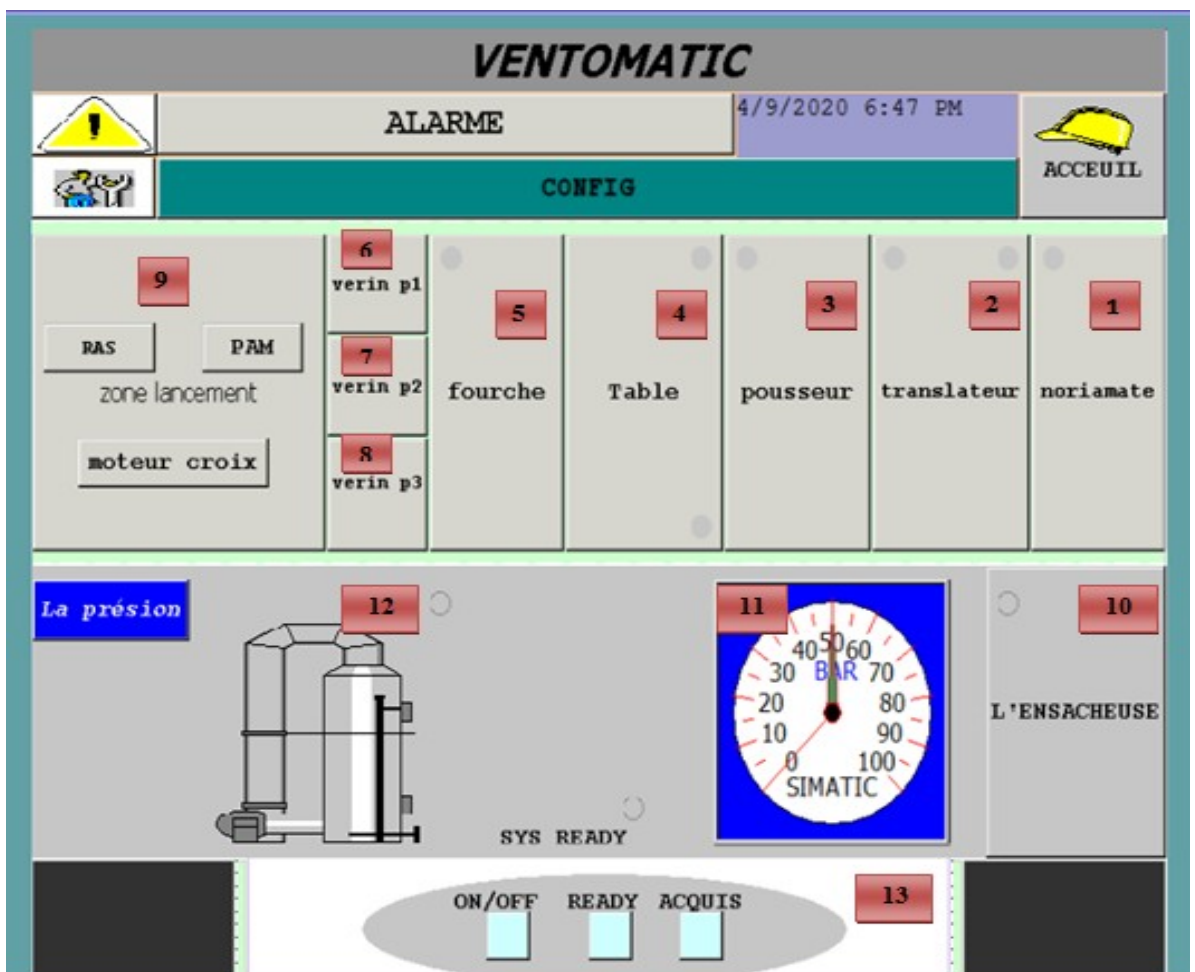 VENTOMATIC
ALARME
4/9/2020 6:47 PM
ACCEUIL
CONFIG
9
RAS
PAM
zone lancement
moteur croix
6
verin p1
7
verin p2
8
verin p3
5
fourche
4
Table
3
pousseur
2
translateur
1
noriamate
La présion
12
SYS READY
11
0
10
20
30
40
50
60
70
80
90
100
BAR
SIMATIC
10
L'ENSACHEUSE
ON/OFF READY ACQUIS
13